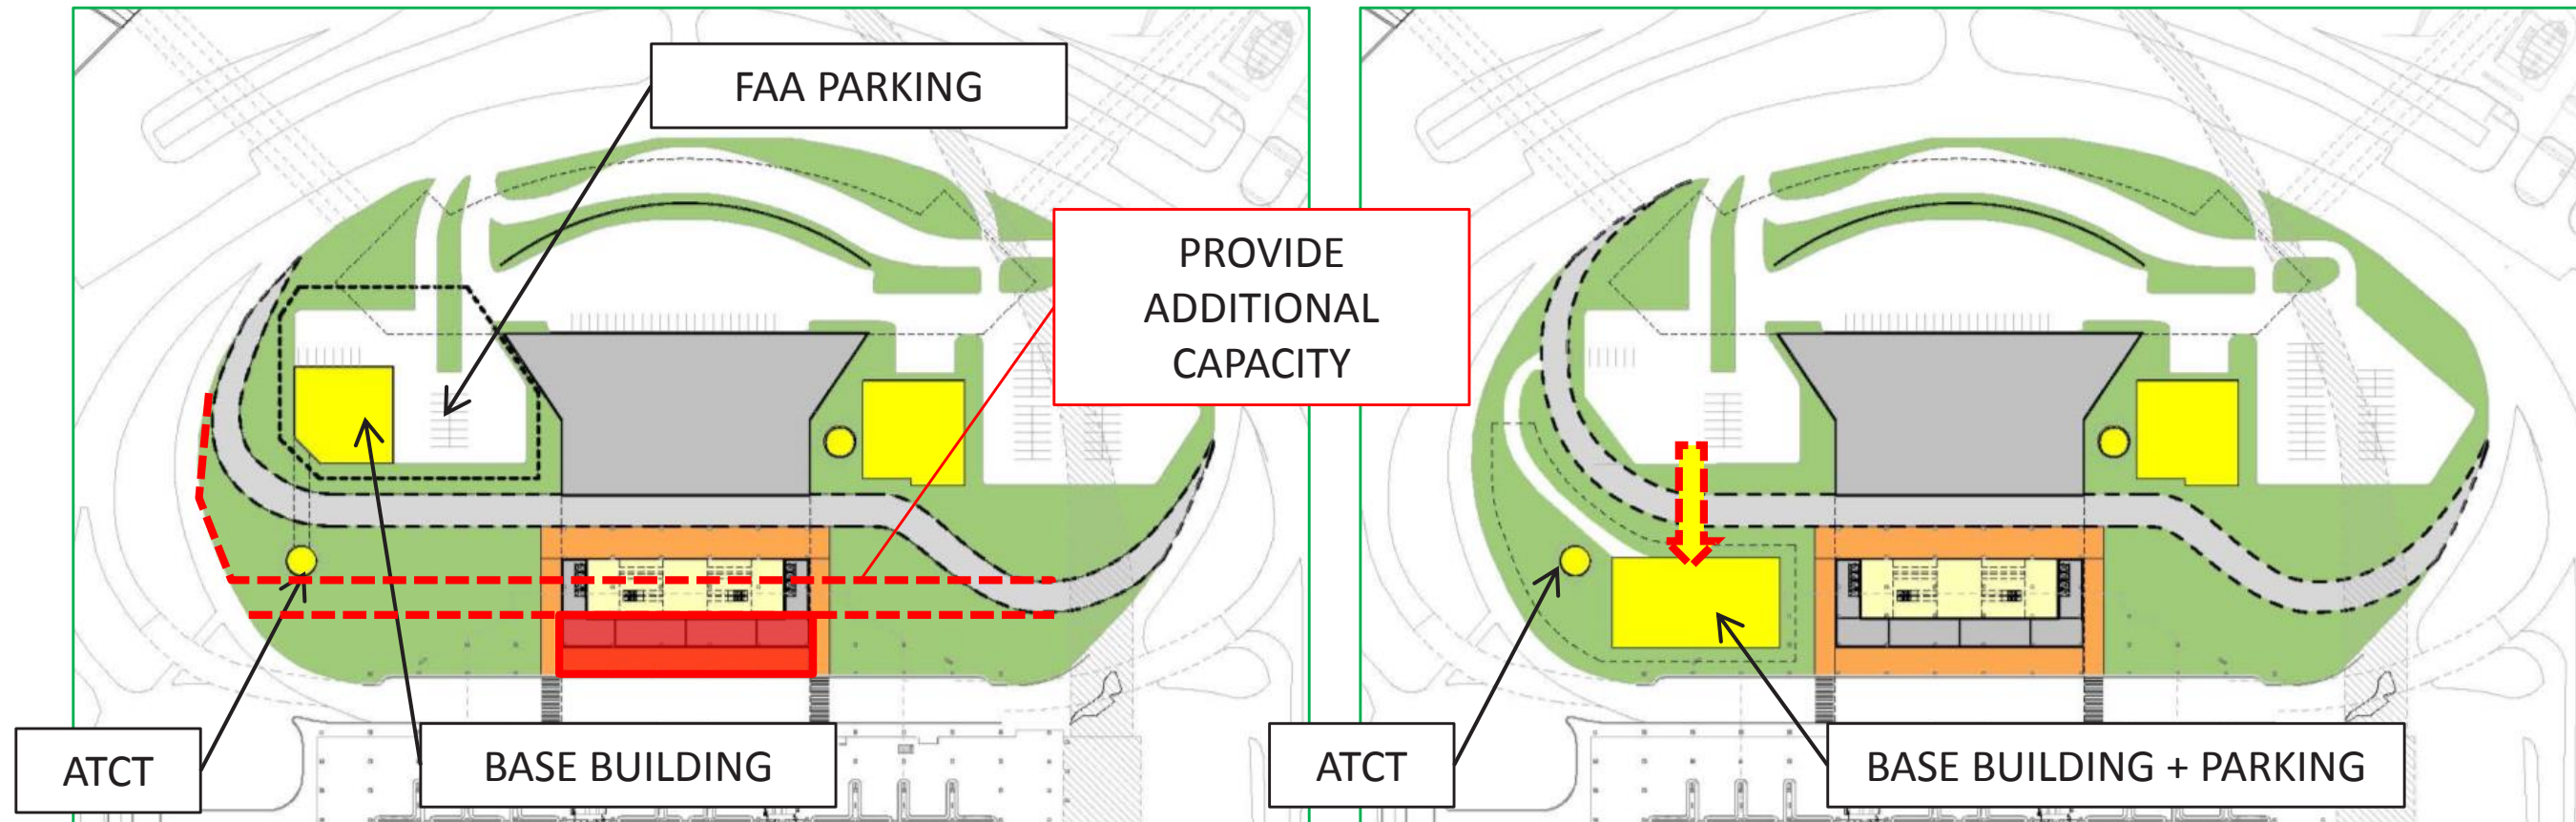 FAA PARKING
PROVIDE
ADDITIONAL
CAPACITY
ATCT
BASE BUILDING
ATCT
BASE BUILDING + PARKING